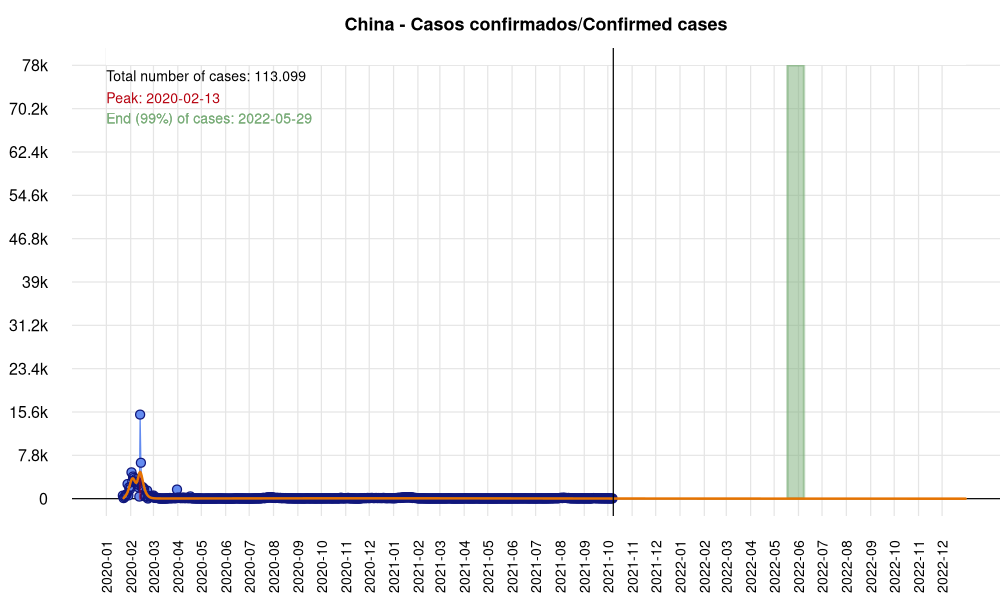 China - Casos confirmados/Confirmed cases
78k
Total number of cases: 113.099
Peak: 2020-02-13
70.2k
End (99%) of cases: 2022-05-29
62.4k
54.6k
46.8k
39k
31.2k
23.4k
15.6k
7.8k
0
2020-01
2020-02
2020-03
2020-04
2020-05
2020-06
2020-07
2020-08
2020-09
2020-10
2020-11
2020-12
2021-01
2021-02
2021-03
2021-04
2021-05
2021-06
2021-07
2021-08
2021-09
2021-10
2021-11
2021-12
2022-01
2022-02
2022-03
2022-04
2022-05
2022-06
2022-07
2022-08
2022-09
2022-10
2022-11
2022-12